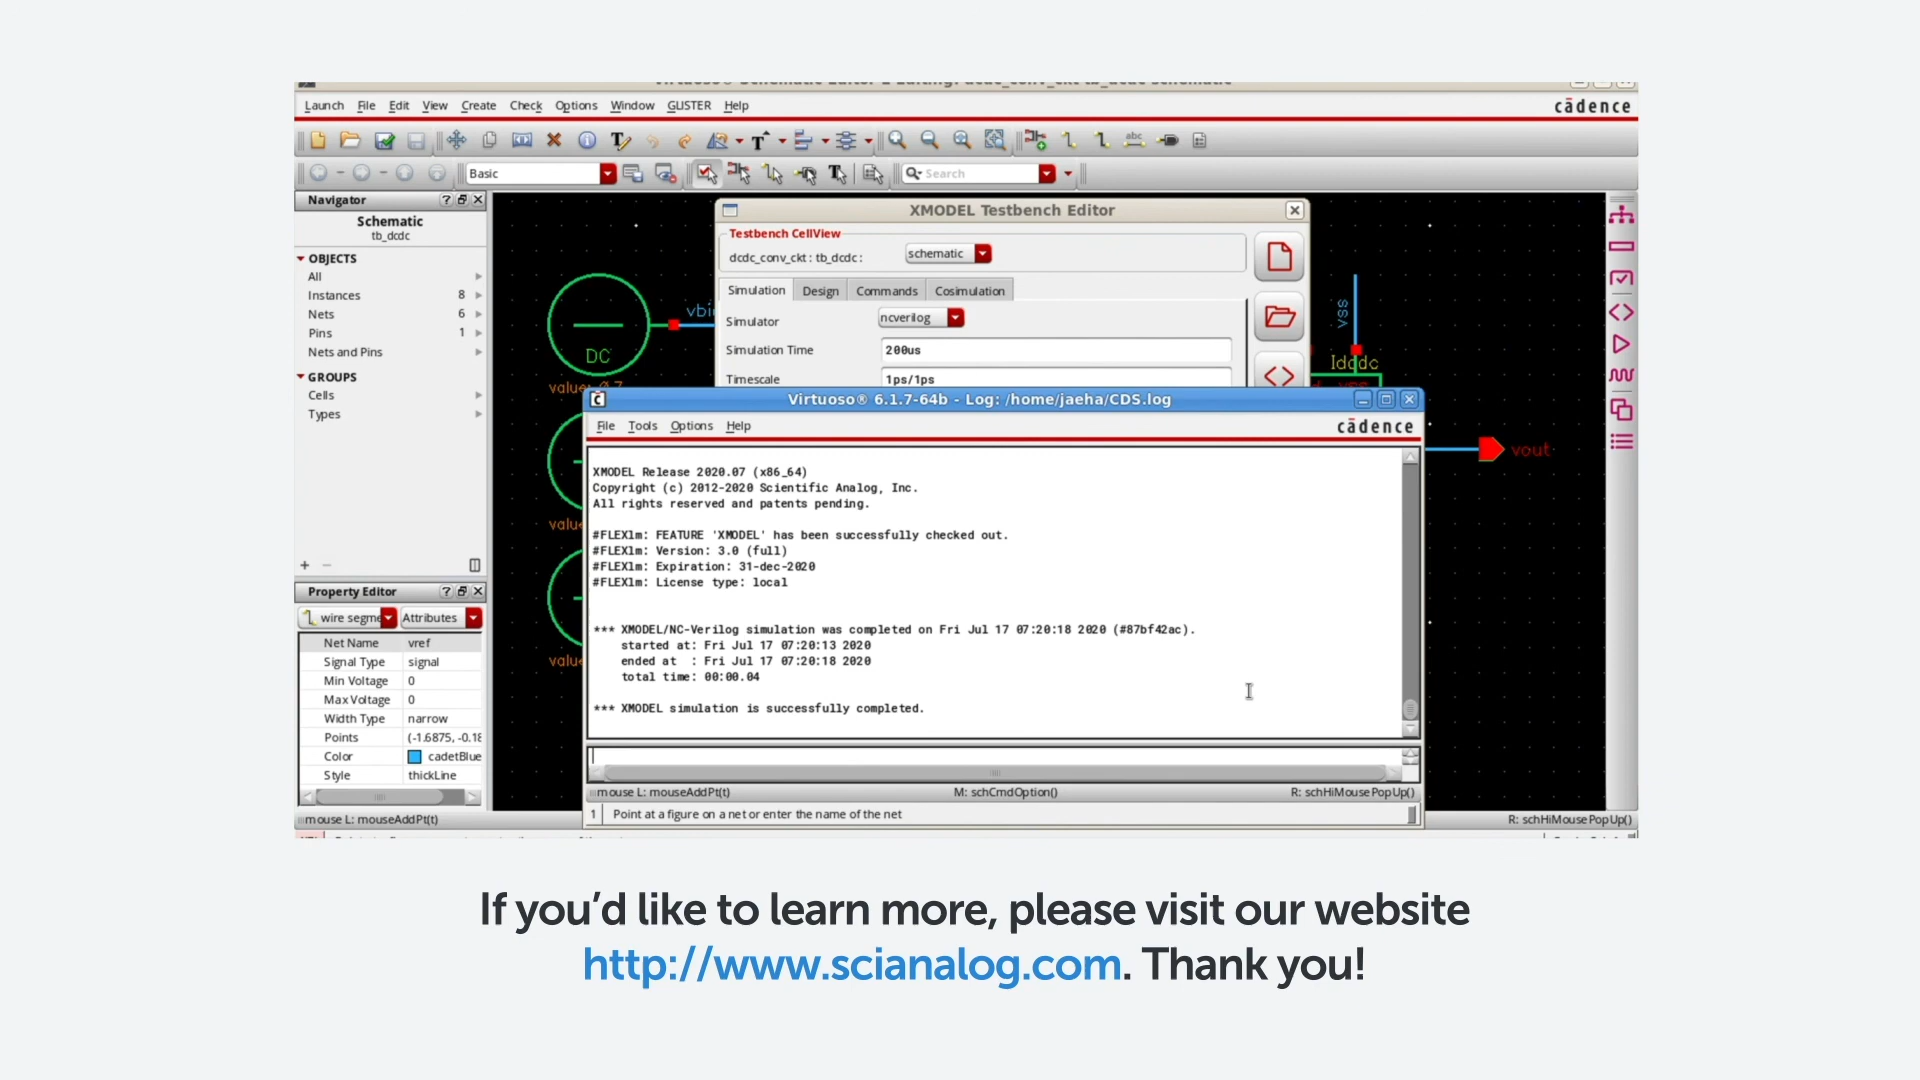 Launch File Edit View Create Check Options Window GUSTER Help
cādence
Basic
Search
Navigator
Schematic
tb_dcdc
OBJECTS
All
Instances 8
Nets 6
Pins 1
Nets and Pins
GROUPS
Cells
Types
Property Editor
wire segme Attributes
Net Name vref
Signal Type signal
Min Voltage 0
Max Voltage 0
Width Type narrow
Points (-1.6875, -0.18
Color cadetBlue
Style thickLine
mouse L: mouseAddPt(t)
R: schHiMousePopUp()
DC
vbi
vss
Idcdc
vout
XMODEL Testbench Editor
Testbench CellView
dcdc_conv_ckt : tb_dcdc : schematic
Simulation Design Commands Cosimulation
Simulator ncverilog
Simulation Time 200us
Timescale 1ps/1ps
Virtuoso® 6.1.7-64b - Log: /home/jaeha/CDS.log
File Tools Options Help
cādence
XMODEL Release 2020.07 (x86_64)
Copyright (c) 2012-2020 Scientific Analog, Inc.
All rights reserved and patents pending.
#FLEXlm: FEATURE 'XMODEL' has been successfully checked out.
#FLEXlm: Version: 3.0 (full)
#FLEXlm: Expiration: 31-dec-2020
#FLEXlm: License type: local
*** XMODEL/NC-Verilog simulation was completed on Fri Jul 17 07:20:18 2020 (#87bf42ac).
started at: Fri Jul 17 07:20:13 2020
ended at : Fri Jul 17 07:20:18 2020
total time: 00:00.04
*** XMODEL simulation is successfully completed.
mouse L: mouseAddPt(t) M: schCmdOption() R: schHiMousePopUp()
1 Point at a figure on a net or enter the name of the net
If you’d like to learn more, please visit our website
http://www.scianalog.com. Thank you!